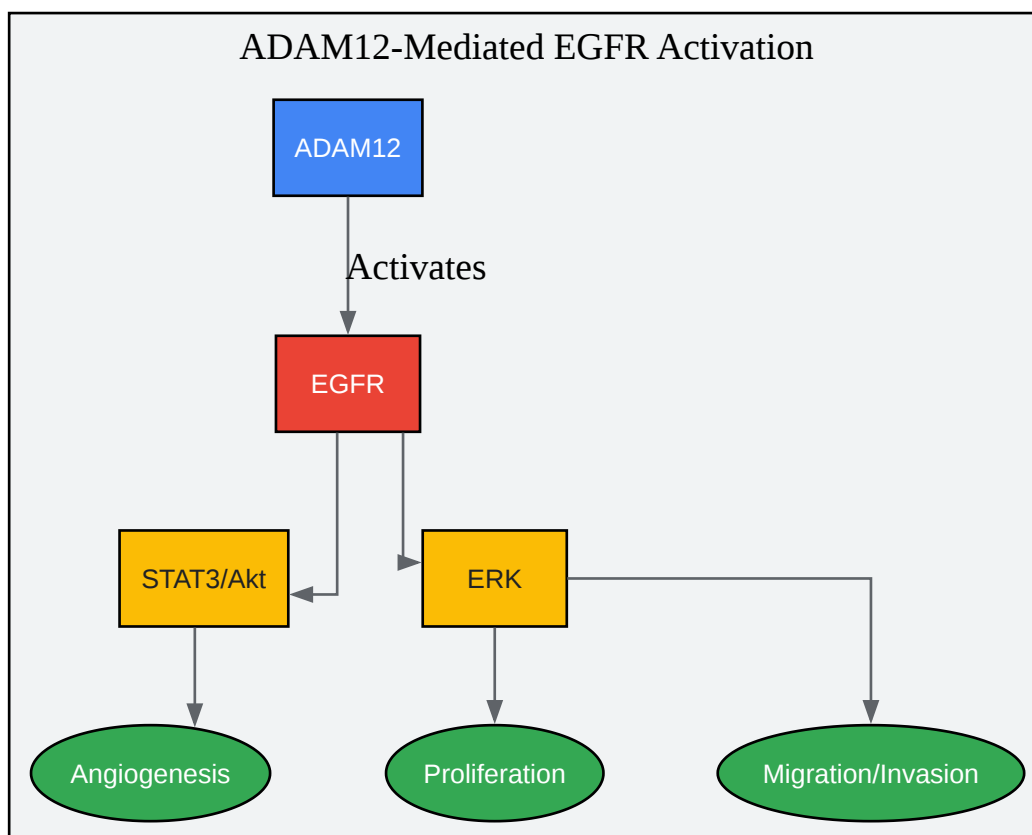 ADAM12-Mediated EGFR Activation
ADAM12
Activates
EGFR
STAT3/Akt
ERK
Angiogenesis
Proliferation
Migration/Invasion